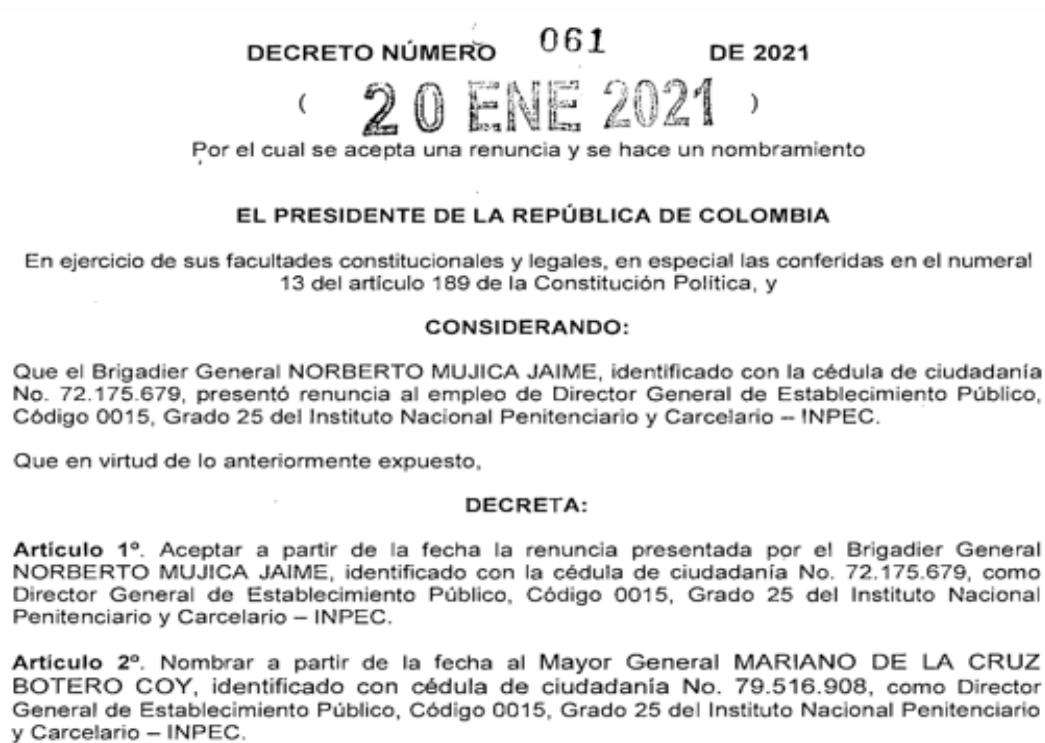 DECRETO NÚMERO 061 DE 2021
( 20 ENE 2021 )
Por el cual se acepta una renuncia y se hace un nombramiento
EL PRESIDENTE DE LA REPÚBLICA DE COLOMBIA
En ejercicio de sus facultades constitucionales y legales, en especial las conferidas en el numeral
13 del artículo 189 de la Constitución Política, y
CONSIDERANDO:
Que el Brigadier General NORBERTO MUJICA JAIME, identificado con la cédula de ciudadanía
No. 72.175.679, presentó renuncia al empleo de Director General de Establecimiento Público,
Código 0015, Grado 25 del Instituto Nacional Penitenciario y Carcelario – INPEC.
Que en virtud de lo anteriormente expuesto,
DECRETA:
Artículo 1º. Aceptar a partir de la fecha la renuncia presentada por el Brigadier General
NORBERTO MUJICA JAIME, identificado con la cédula de ciudadanía No. 72.175.679, como
Director General de Establecimiento Público, Código 0015, Grado 25 del Instituto Nacional
Penitenciario y Carcelario – INPEC.
Artículo 2º. Nombrar a partir de la fecha al Mayor General MARIANO DE LA CRUZ
BOTERO COY, identificado con cédula de ciudadanía No. 79.516.908, como Director
General de Establecimiento Público, Código 0015, Grado 25 del Instituto Nacional Penitenciario
y Carcelario – INPEC.